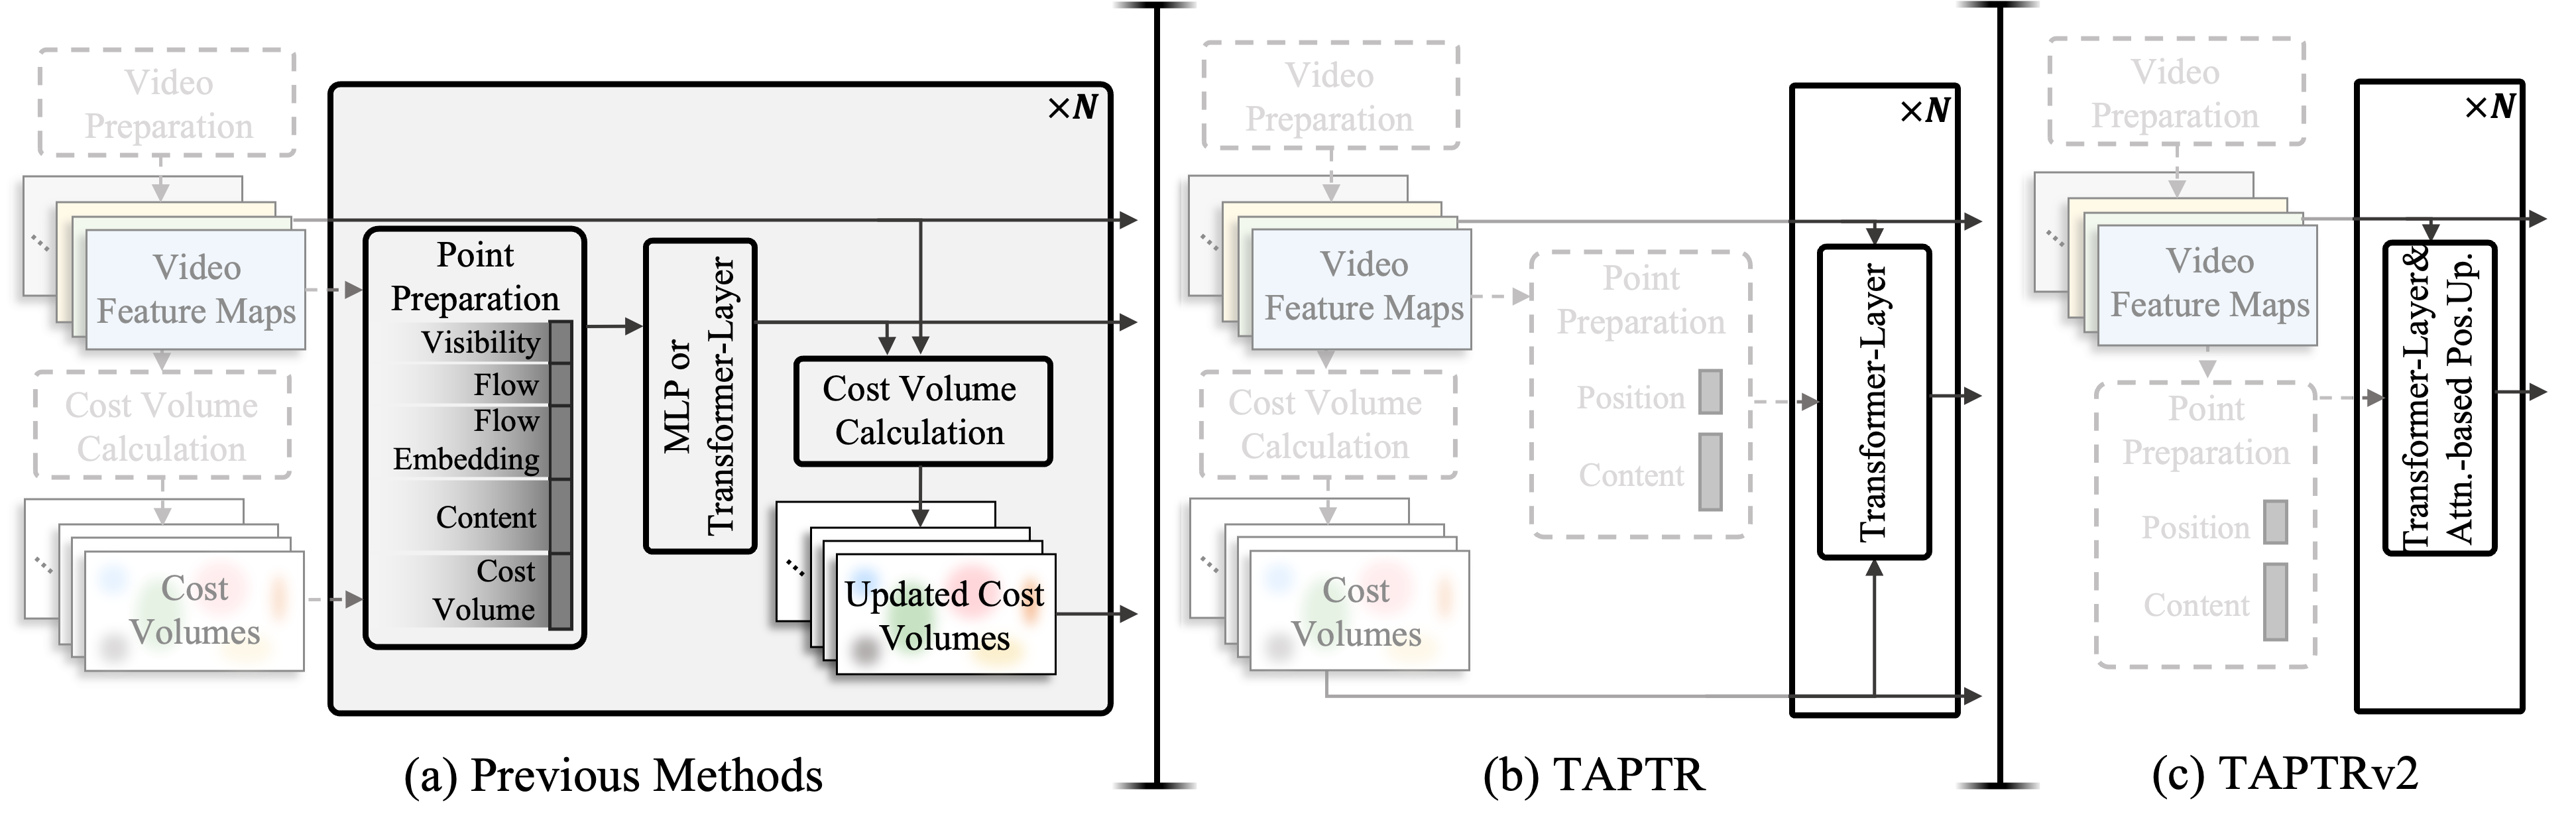 Video
Preparation
Video
Feature Maps
Cost Volume
Calculation
Cost
Volumes
×N
Point
Preparation
Visibility
Flow
Flow
Embedding
Content
Cost
Volume
MLP or
Transformer-Layer
Cost Volume
Calculation
Updated Cost
Volumes
(a) Previous Methods
Video
Preparation
Video
Feature Maps
Cost Volume
Calculation
Cost
Volumes
Point
Preparation
Position
Content
×N
Transformer-Layer
(b) TAPTR
Video
Preparation
Video
Feature Maps
Point
Preparation
Position
Content
×N
Transformer-Layer&
Attn.-based Pos.Up.
(c) TAPTRv2